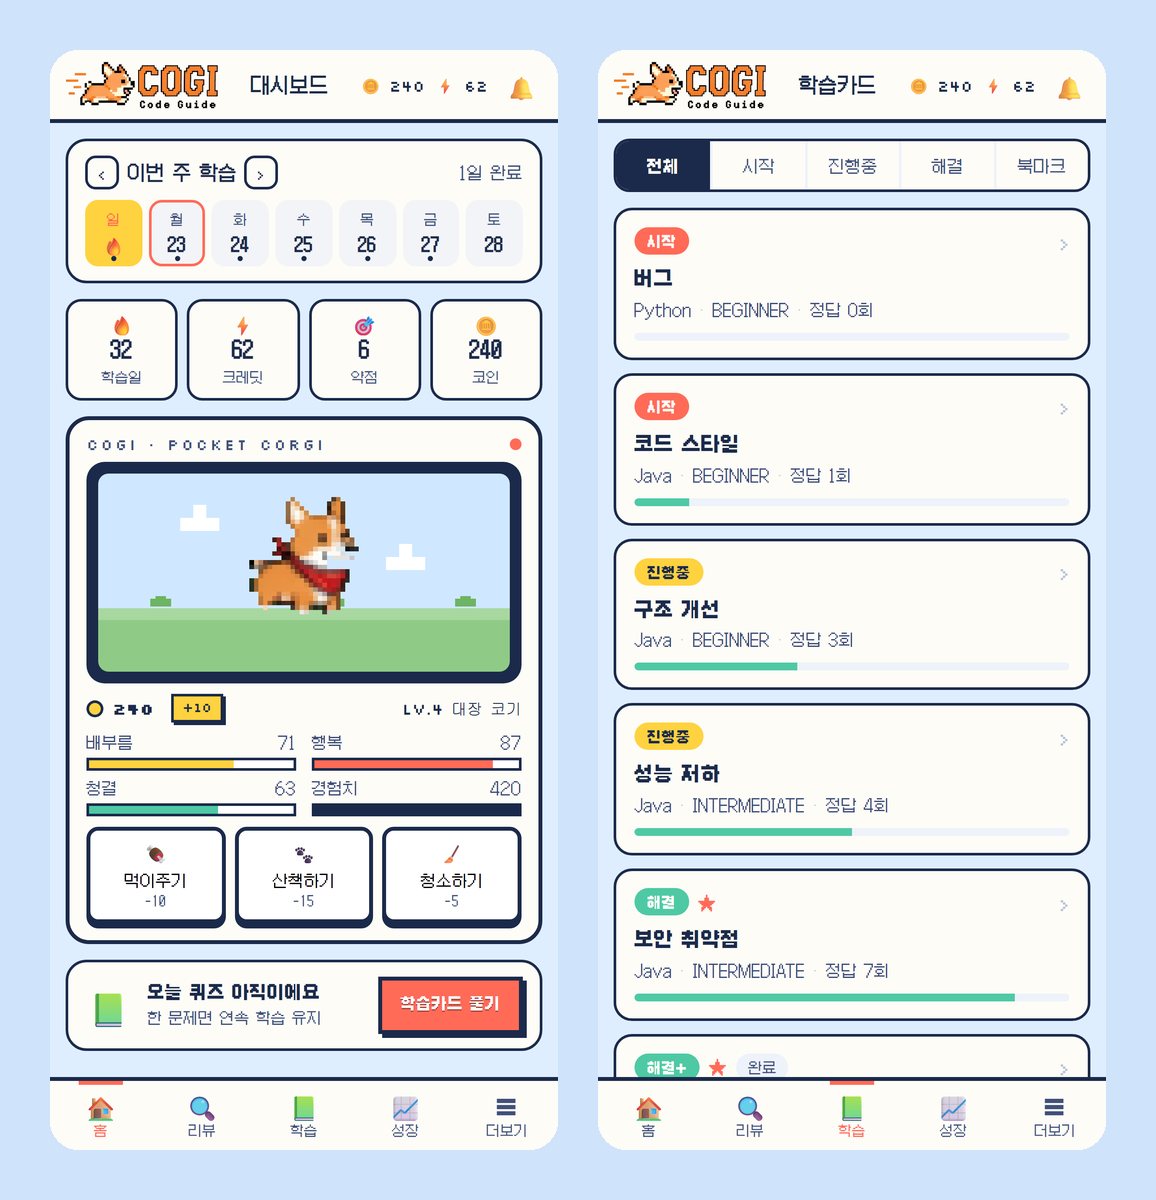 COGI
Code Guide
대시보드
240
62
‹ 이번 주 학습 ›
1일 완료
일 월 화 수 목 금 토
23 24 25 26 27 28
32 62 6 240
학습일 크레딧 약점 코인
COGI · POCKET CORGI
240
+10
LV.4 대장 코기
배부름 71 행복 87
청결 63 경험치 420
먹이주기 산책하기 청소하기
-10 -15 -5
오늘 퀴즈 아직이에요
한 문제면 연속 학습 유지
학습카드 풀기
홈 리뷰 학습 성장 더보기
COGI
Code Guide
학습카드
240
62
전체 시작 진행중 해결 북마크
시작
버그
Python · BEGINNER · 정답 0회
시작
코드 스타일
Java · BEGINNER · 정답 1회
진행중
구조 개선
Java · BEGINNER · 정답 3회
진행중
성능 저하
Java · INTERMEDIATE · 정답 4회
해결
보안 취약점
Java · INTERMEDIATE · 정답 7회
해결+ 완료
홈 리뷰 학습 성장 더보기